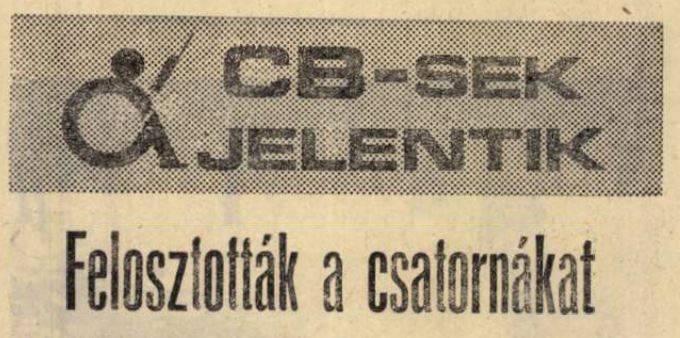 CB-SEK
JELENTIK
Felosztották a csatornákat